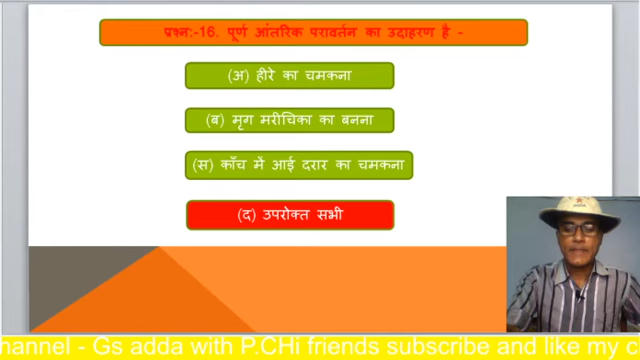 प्रश्न:-16. पूर्ण आंतरिक परावर्तन का उदाहरण है -
(अ) हीरे का चमकना
(ब) मृग मरीचिका का बनना
(स) काँच में आई दरार का चमकना
(द) उपरोक्त सभी
hannel - Gs adda with P.CHi friends subscribe and like my c